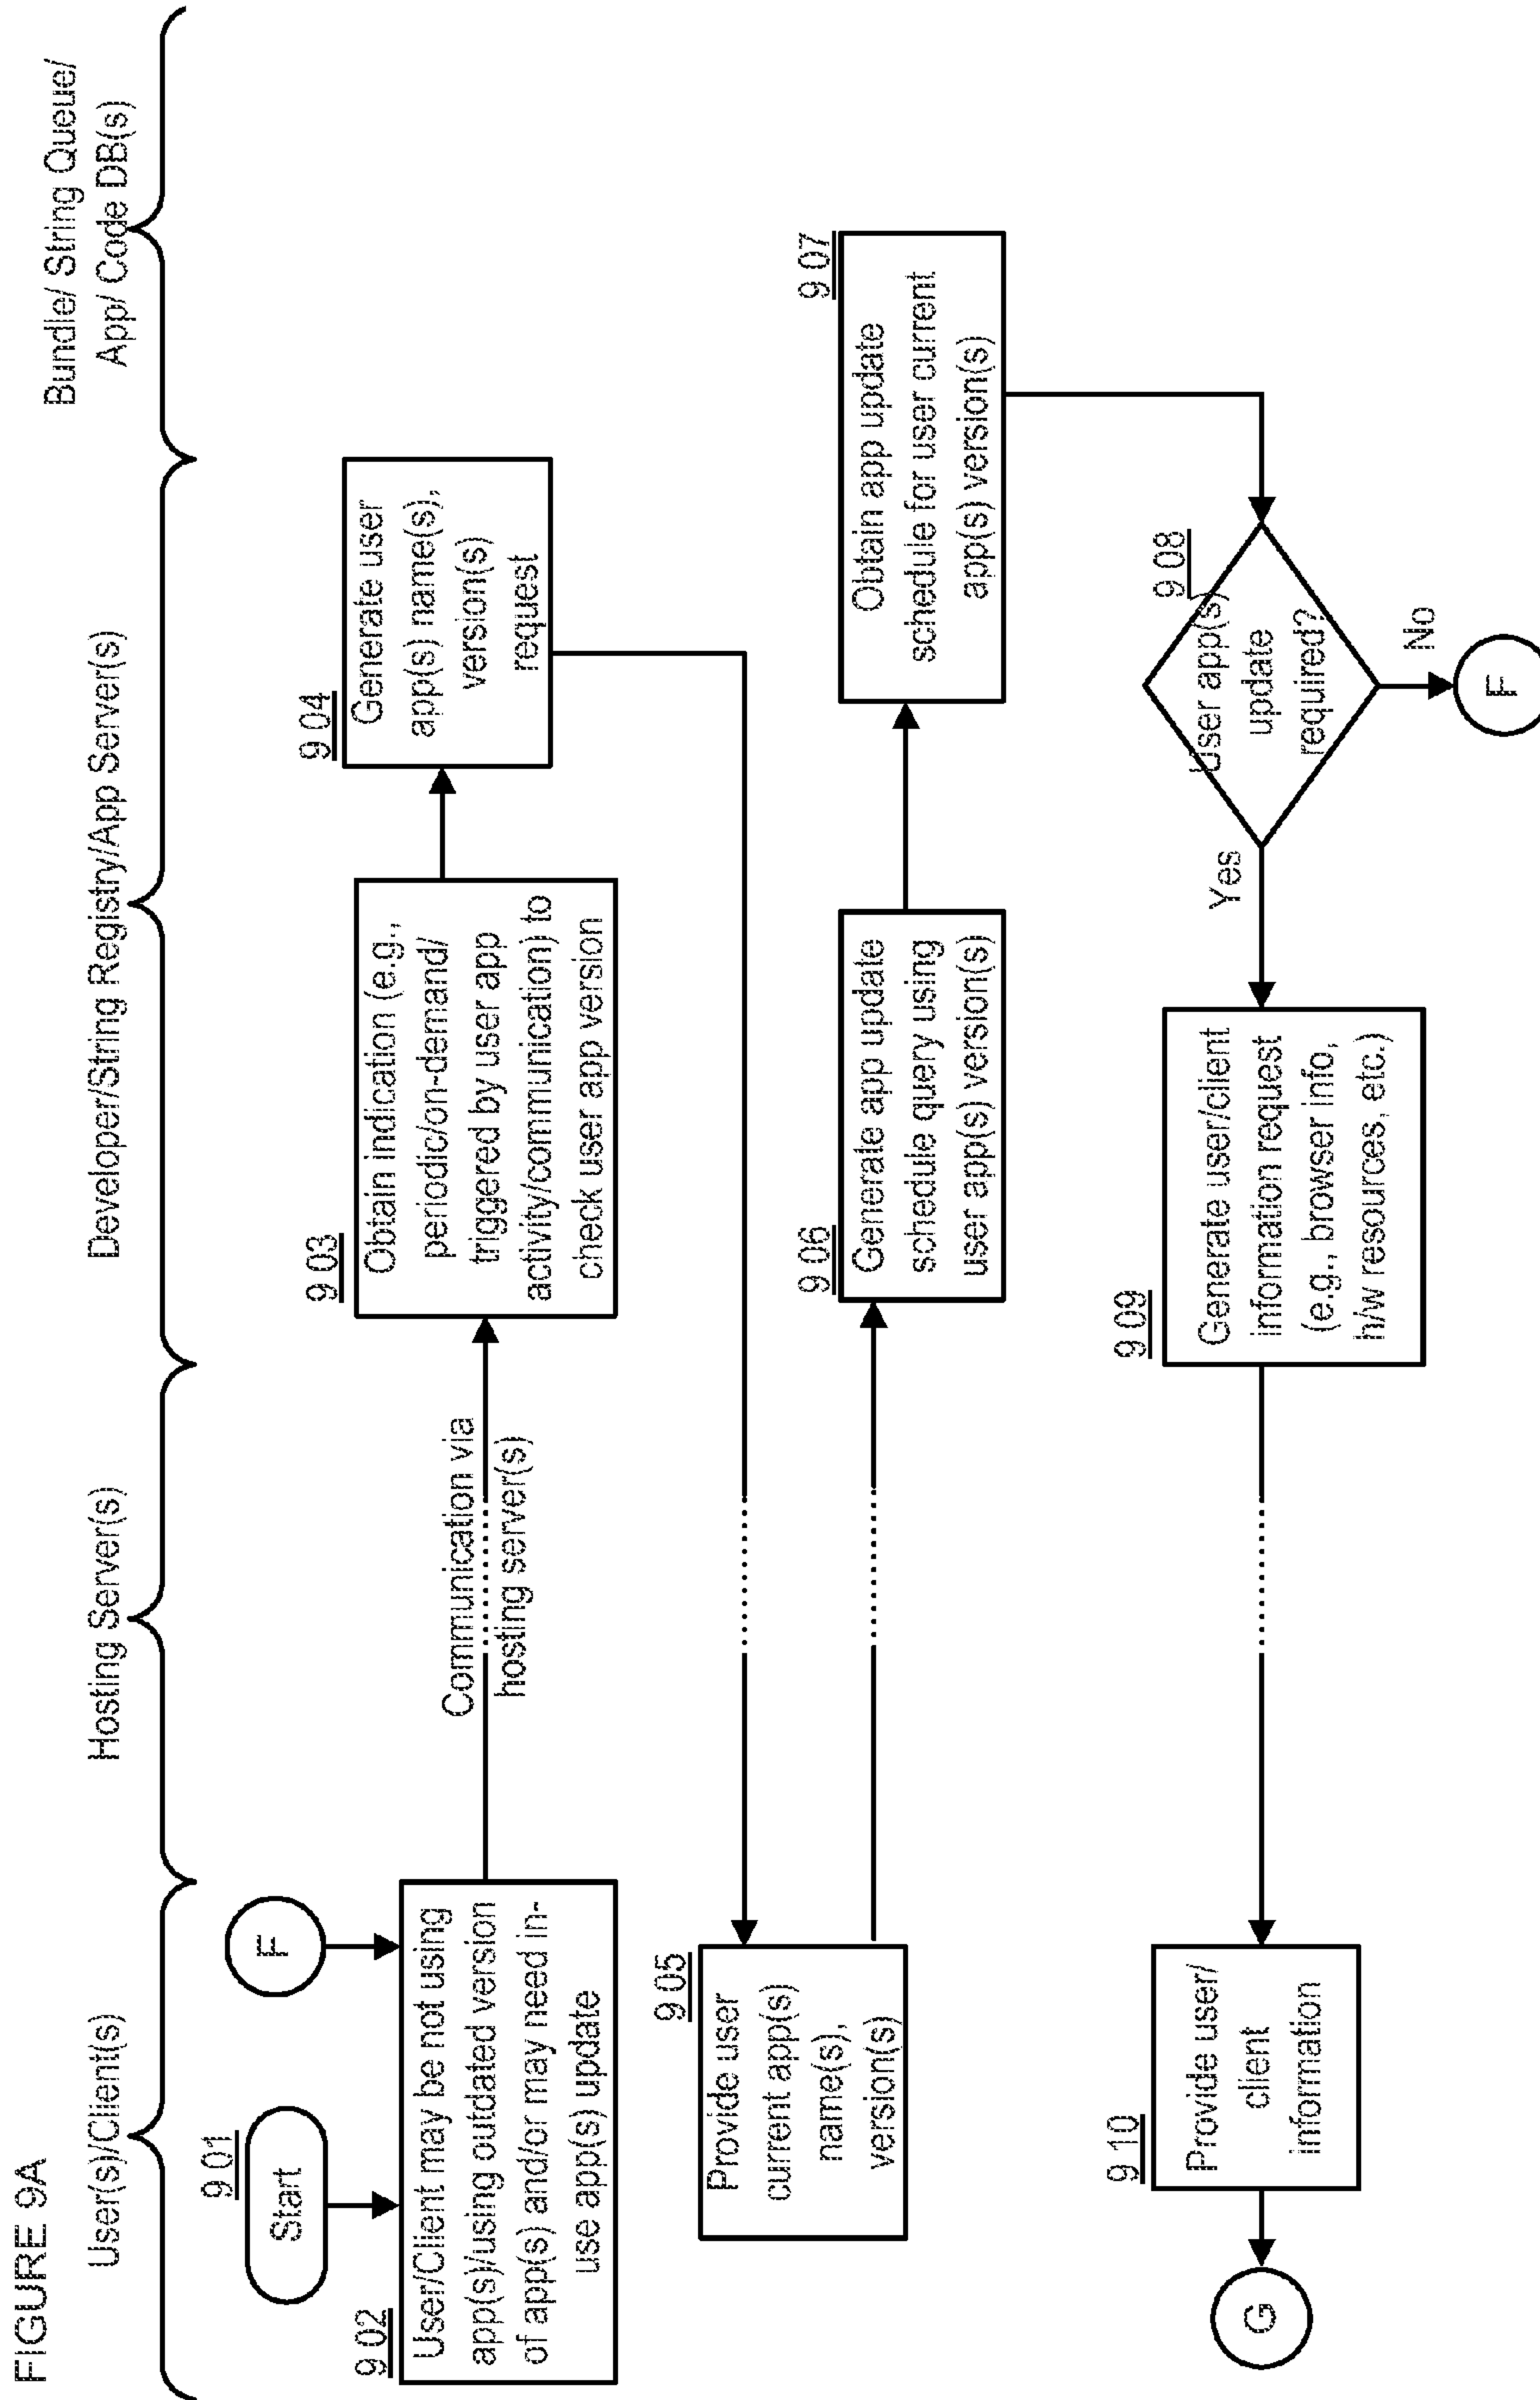 FIGURE 9A
User(s)/Client(s)
Hosting Server(s)
Developer/String Registry/App Server(s)
Bundle/ String Queue/
App/ Code DB(s)
9 01
Start
F
9 02
User/Client may be not using
app(s)/using outdated version
of app(s) and/or may need in-
use app(s) update
Communication via
hosting server(s)
9 03
Obtain indication (e.g.,
periodic/on-demand/
triggered by user app
activity/communication) to
check user app version
9 04
Generate user
app(s) name(s),
version(s)
request
9 05
Provide user
current app(s)
name(s),
version(s)
9 06
Generate app update
schedule query using
user app(s) version(s)
9 07
Obtain app update
schedule for user current
app(s) version(s)
9 08
User app(s)
update
required?
Yes
No
F
9 09
Generate user/client
information request
(e.g., browser info,
h/w resources, etc.)
9 10
Provide user/
client
information
G